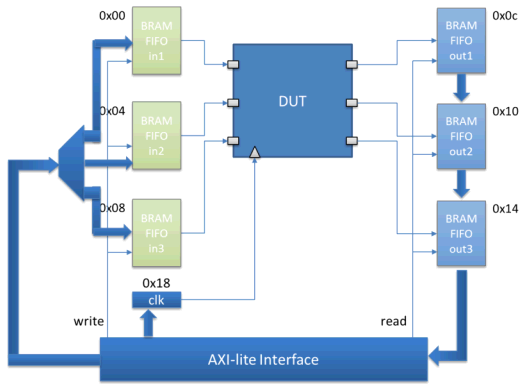 0x00
BRAM
FIFO
in1
0x04
BRAM
FIFO
in2
0x08
BRAM
FIFO
in3
DUT
0x0c
BRAM
FIFO
out1
0x10
BRAM
FIFO
out2
0x14
BRAM
FIFO
out3
0x18
clk
write
read
AXI-lite Interface